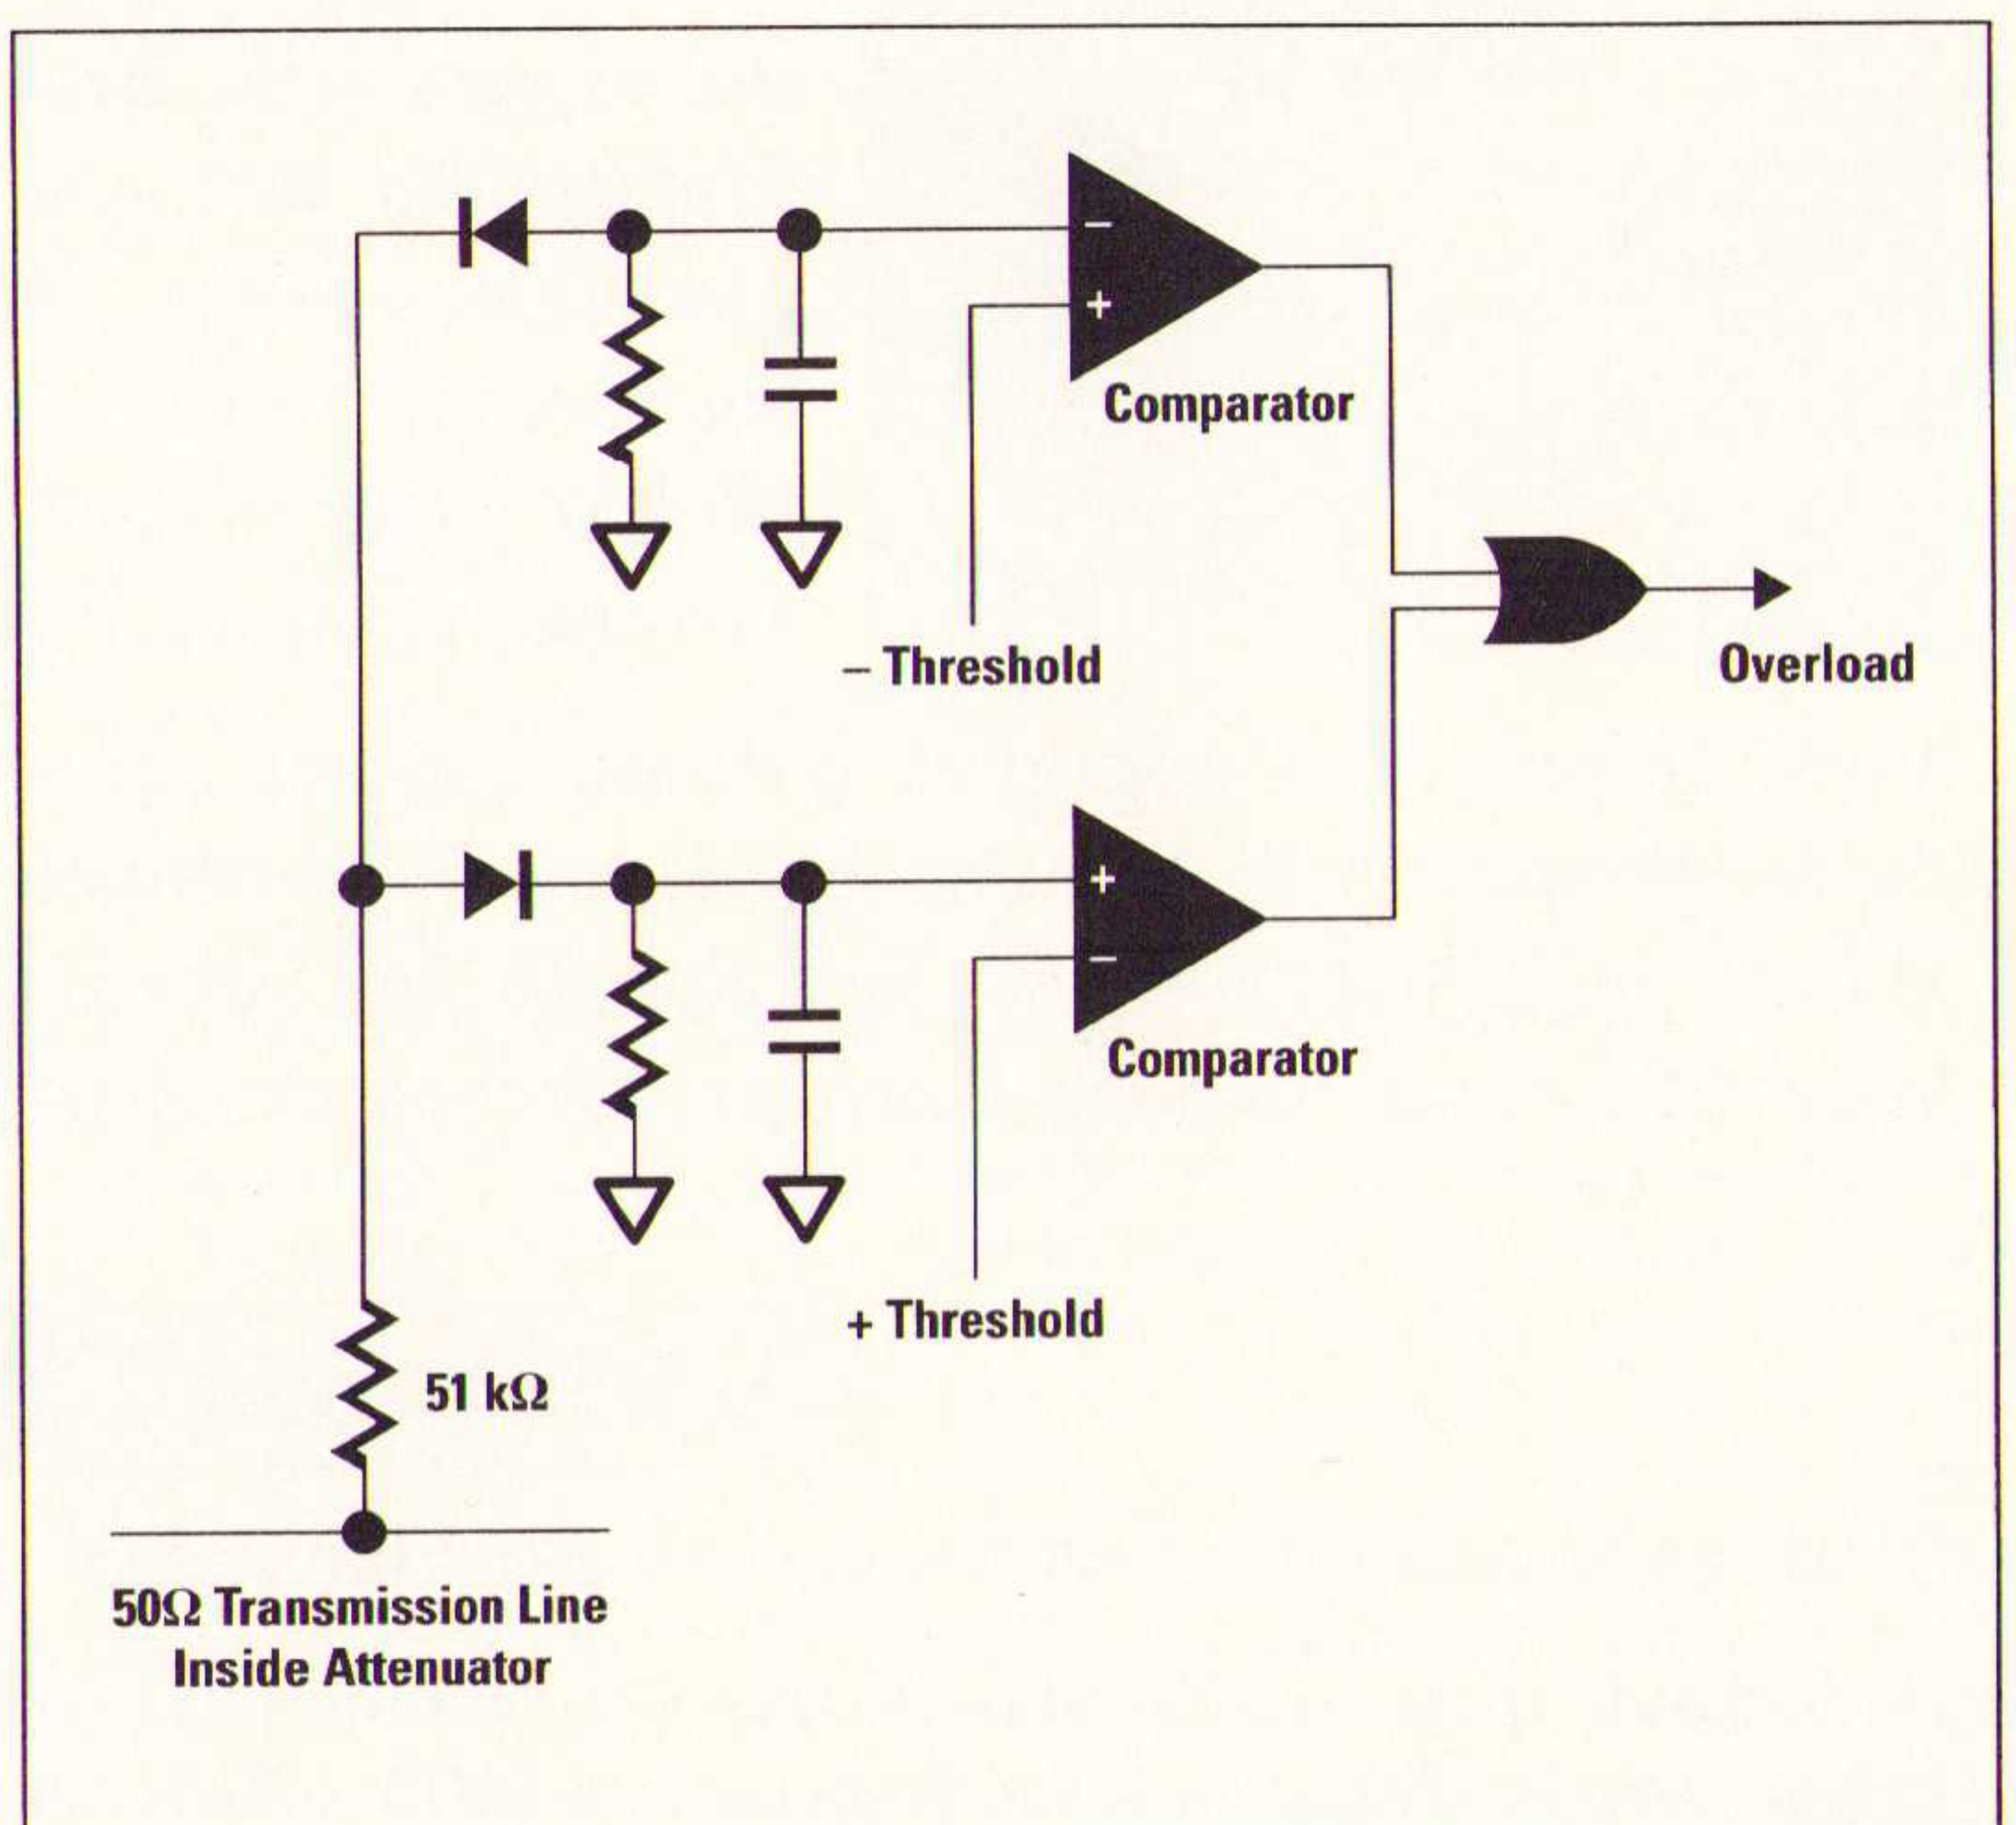 −
+
Comparator
− Threshold
Overload
+
−
Comparator
+ Threshold
51 kΩ
50Ω Transmission Line
Inside Attenuator